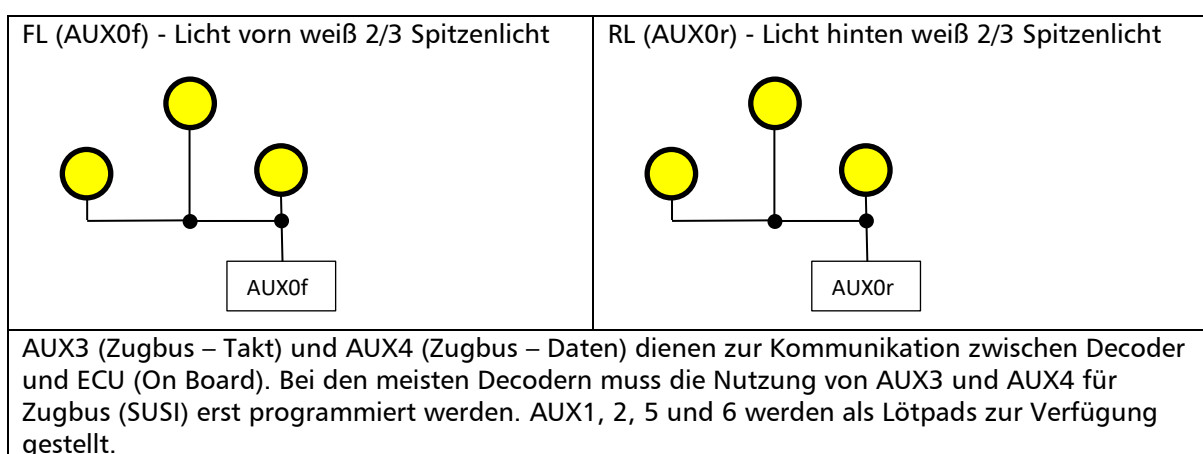 FL (AUX0f) - Licht vorn weiß 2/3 Spitzenlicht
RL (AUX0r) - Licht hinten weiß 2/3 Spitzenlicht
AUX0f
AUX0r
AUX3 (Zugbus – Takt) und AUX4 (Zugbus – Daten) dienen zur Kommunikation zwischen Decoder
und ECU (On Board). Bei den meisten Decodern muss die Nutzung von AUX3 und AUX4 für
Zugbus (SUSI) erst programmiert werden. AUX1, 2, 5 und 6 werden als Lötpads zur Verfügung
gestellt.